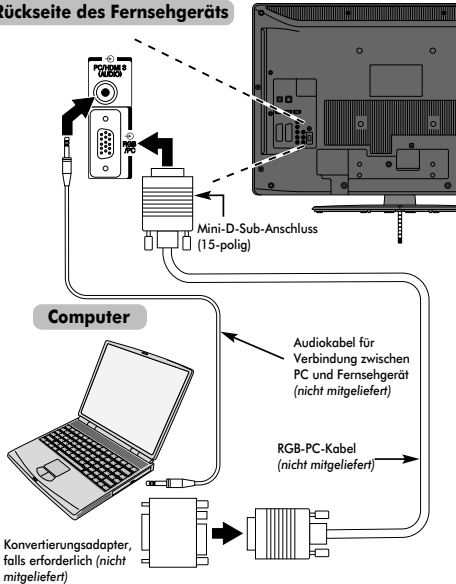 Rückseite des Fernsehgeräts
PC/HDMI 3
(AUDIO)
RGB
/PC
Mini-D-Sub-Anschluss
(15-polig)
Computer
Audiokabel für
Verbindung zwischen
PC und Fernsehgerät
(nicht mitgeliefert)
RGB-PC-Kabel
(nicht mitgeliefert)
Konvertierungsadapter,
falls erforderlich (nicht
mitgeliefert)